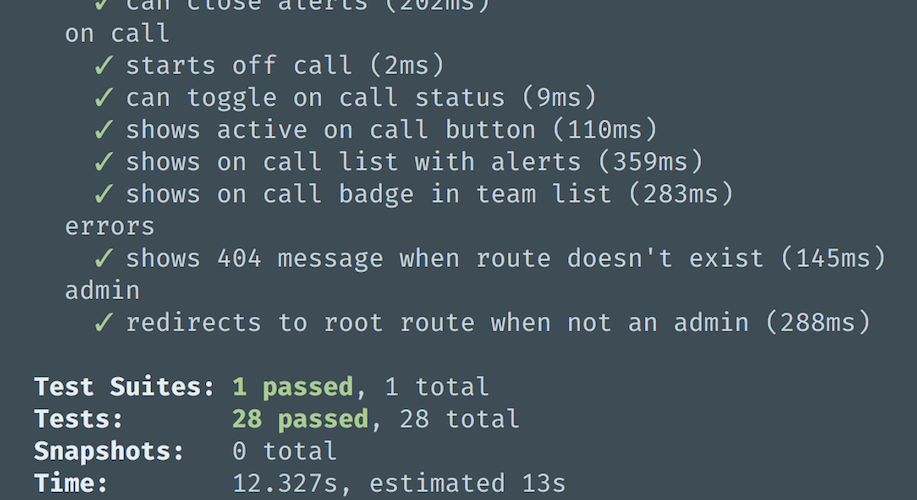 ✓ can close alerts (202ms)
on call
✓ starts off call (2ms)
✓ can toggle on call status (9ms)
✓ shows active on call button (110ms)
✓ shows on call list with alerts (359ms)
✓ shows on call badge in team list (283ms)
errors
✓ shows 404 message when route doesn't exist (145ms)
admin
✓ redirects to root route when not an admin (288ms)
Test Suites: 1 passed, 1 total
Tests: 28 passed, 28 total
Snapshots: 0 total
Time: 12.327s, estimated 13s